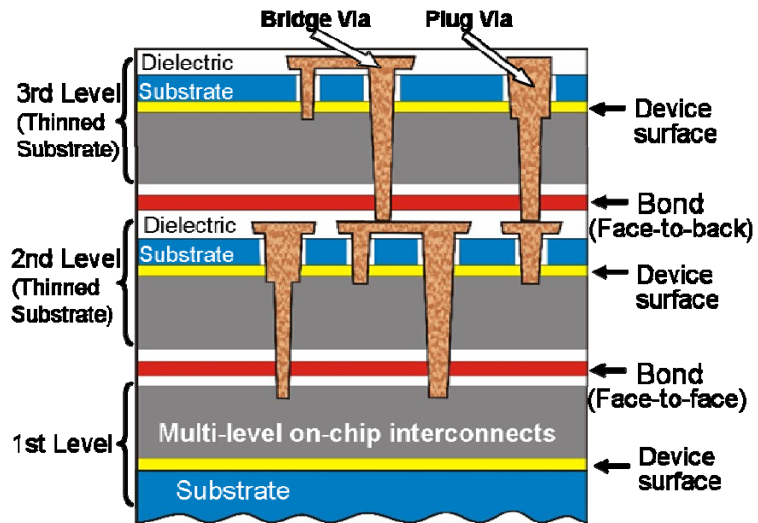 Bridge Via
Plug Via
Dielectric
Substrate
3rd Level
(Thinned
Substrate)
Device
surface
Bond
(Face-to-back)
Dielectric
Substrate
2nd Level
(Thinned
Substrate)
Device
surface
Bond
(Face-to-face)
1st Level
Multi-level on-chip interconnects
Device
surface
Substrate